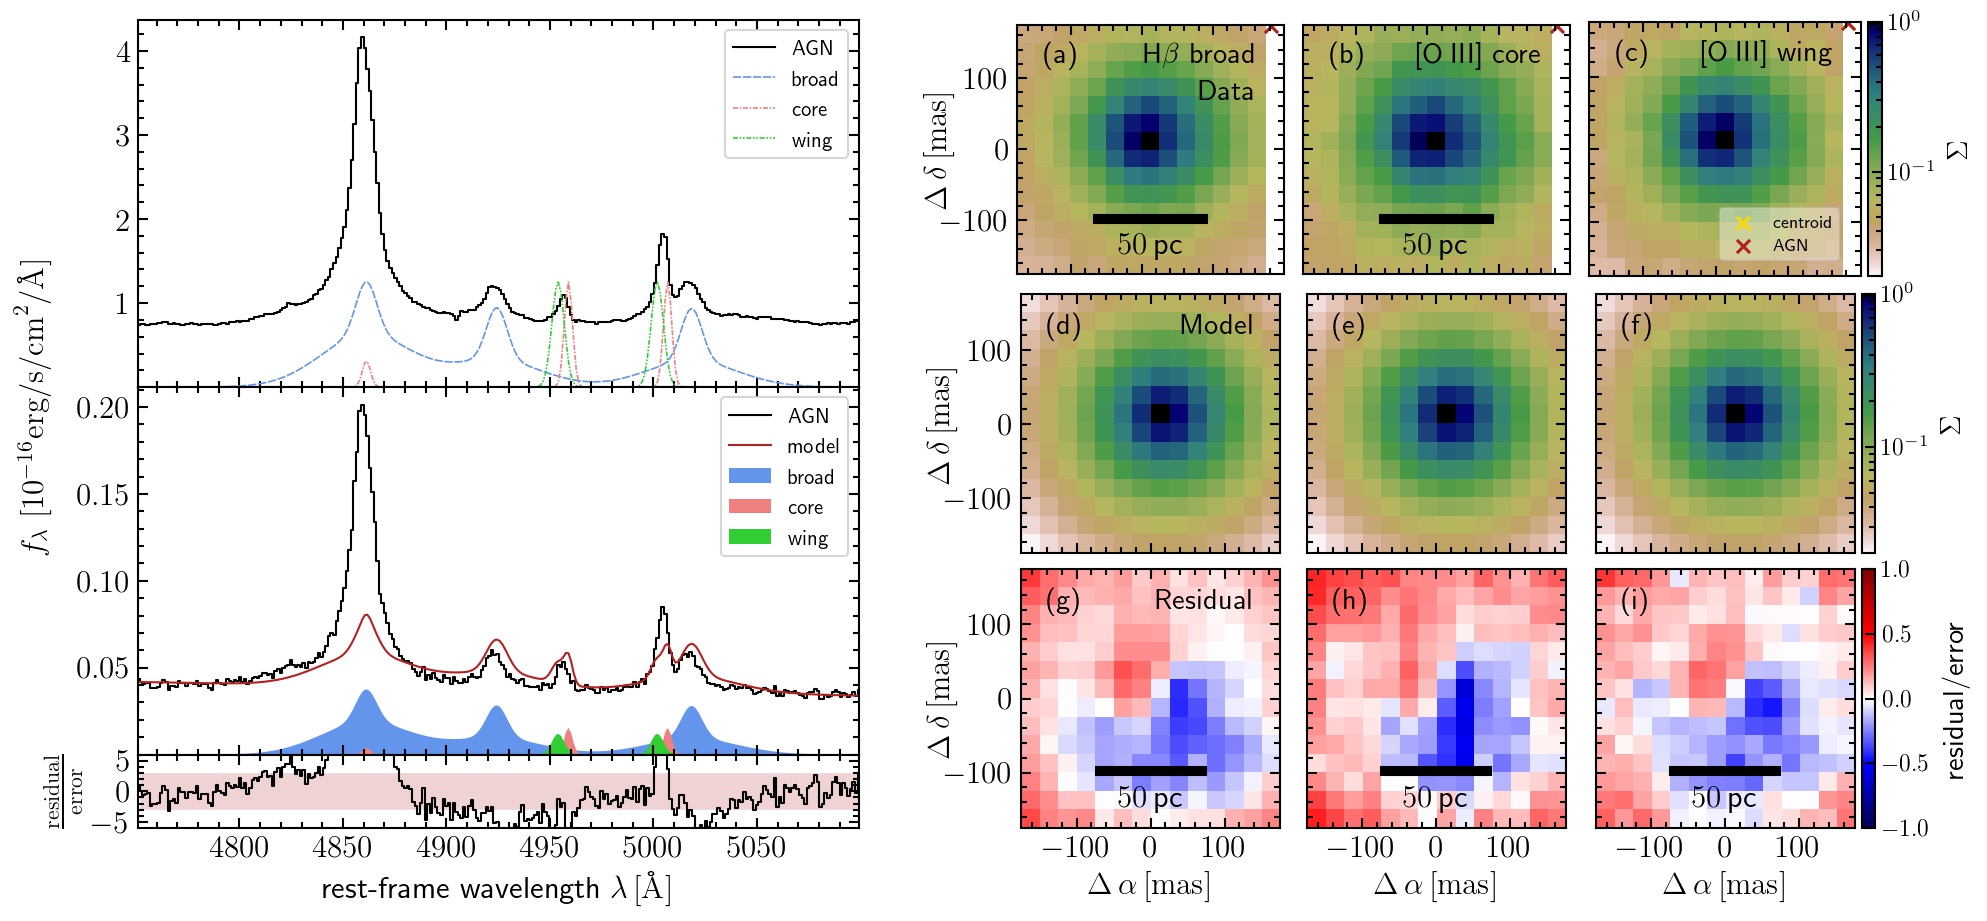 f_λ [10^−16 erg/s/cm^2/Å]
4
3
2
1
AGN
broad
core
wing
0.20
0.15
0.10
0.05
AGN
model
broad
core
wing
residual
error
5
0
−5
4800 4850 4900 4950 5000 5050
rest-frame wavelength λ [Å]
(a) Hβ broad
Data
50 pc
(b) [O III] core
50 pc
(c) [O III] wing
centroid
AGN
Δ δ [mas]
100
0
−100
10^0
10^−1
Σ
(d) Model
(e)
(f)
Δ δ [mas]
100
0
−100
10^0
10^−1
Σ
(g) Residual
50 pc
(h)
50 pc
(i)
50 pc
Δ δ [mas]
100
0
−100
1.0
0.5
0.0
−0.5
−1.0
residual/error
−100 0 100
−100 0 100
−100 0 100
Δ α [mas]
Δ α [mas]
Δ α [mas]